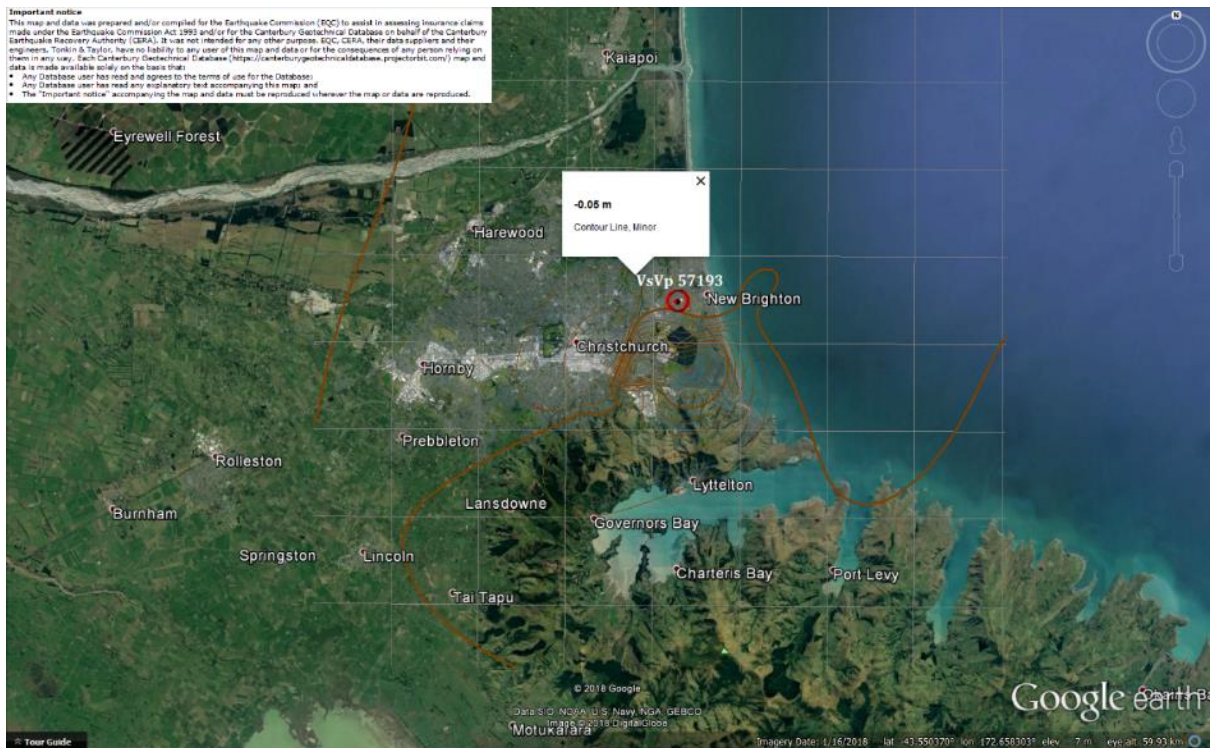 Important notice
This map and data was prepared and/or compiled for the Earthquake Commission (EQC) to assist in assessing insurance claims
made under the Earthquake Commission Act 1993 and/or for the Canterbury Geotechnical Database on behalf of the Canterbury
Earthquake Recovery Authority (CERA). It was not intended for any other purpose. EQC, CERA, their data suppliers and their
engineers, Tonkin & Taylor, have no liability to any user of this map and data or for the consequences of any person relying on
them in any way. Each Canterbury Geotechnical Database (https://canterburygeotechnicaldatabase.projectorbit.com/) map and
data is made available solely on the basis that:
• Any Database user has read and agrees to the terms of use for the Database;
• Any Database user has read any explanatory text accompanying this map; and
• The "Important notice" accompanying the map and data must be reproduced wherever the map or data are reproduced.
N
Kaiapoi
Eyrewell Forest
-0.05 m
Contour Line, Minor
Harewood
VsVp 57193
New Brighton
Christchurch
Hornby
Prebbleton
Rolleston
Lyttelton
Lansdowne
Burnham
Governors Bay
Springston
Lincoln
Charteris Bay
Port Levy
Tai Tapu
© 2018 Google
Data SIO, NOAA, U.S. Navy, NGA, GEBCO
Image © 2018 DigitalGlobe
Motukarara
Google earth
Okains Ba
Tour Guide
Imagery Date: 1/16/2018 lat -43.550370° lon 172.658303° elev -7 m eye alt 59.93 km